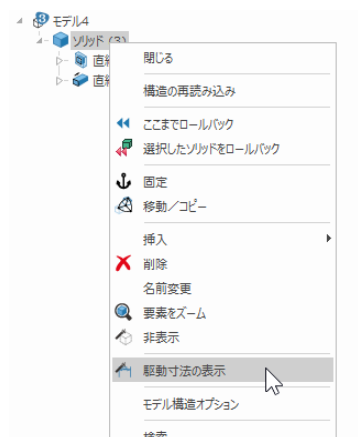 モデル4
ソリッド (3)
直
直
閉じる
構造の再読み込み
ここまでロールバック
選択したソリッドをロールバック
固定
移動／コピー
挿入
削除
名前変更
要素をズーム
非表示
駆動寸法の表示
モデル構造オプション